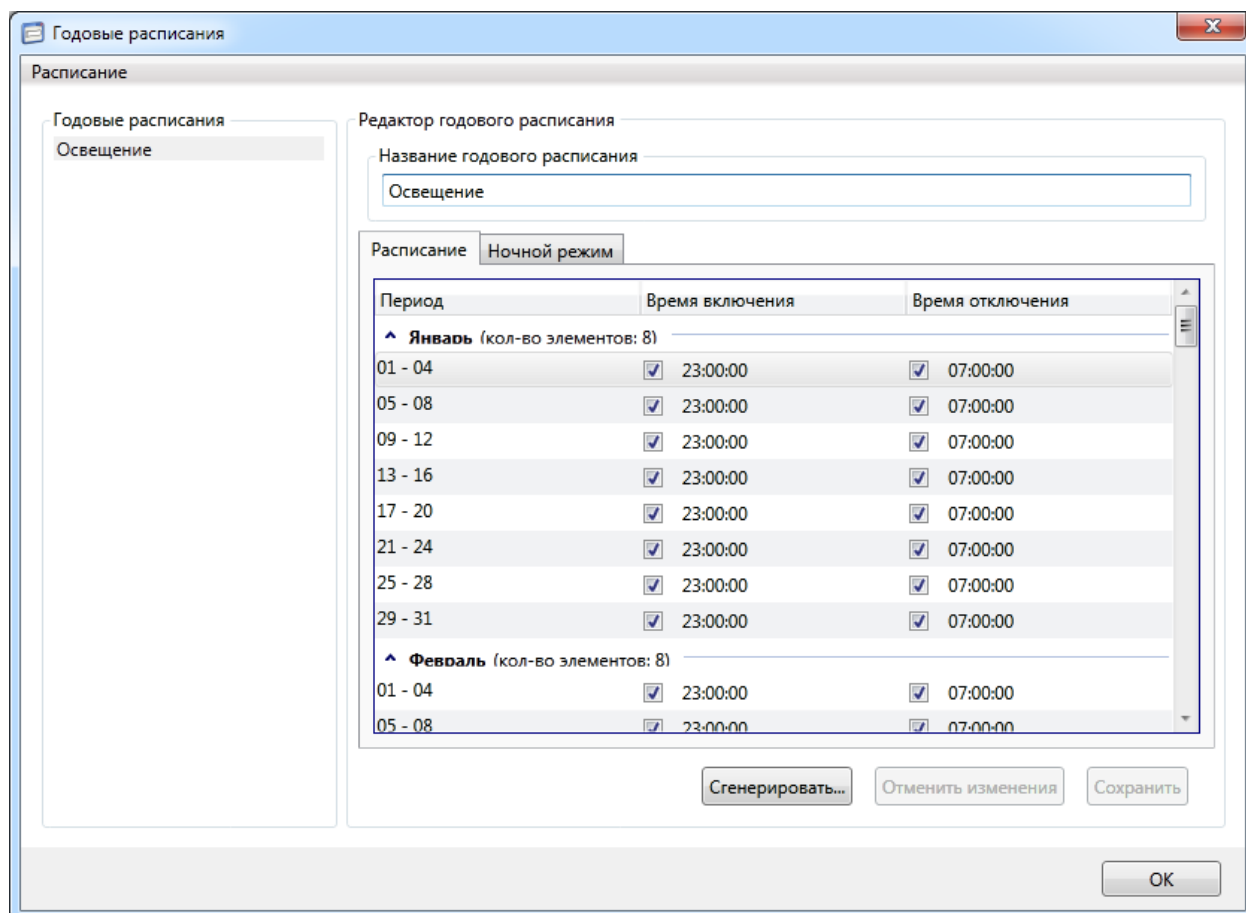 Годовые расписания
Расписание
Годовые расписания
Освещение
Редактор годового расписания
Название годового расписания
Освещение
Расписание Ночной режим
Период Время включения Время отключения
Январь (кол-во элементов: 8)
01 - 04 23:00:00 07:00:00
05 - 08 23:00:00 07:00:00
09 - 12 23:00:00 07:00:00
13 - 16 23:00:00 07:00:00
17 - 20 23:00:00 07:00:00
21 - 24 23:00:00 07:00:00
25 - 28 23:00:00 07:00:00
29 - 31 23:00:00 07:00:00
Февраль (кол-во элементов: 8)
01 - 04 23:00:00 07:00:00
05 - 08 23:00:00 07:00:00
Сгенерировать... Отменить изменения Сохранить
OK